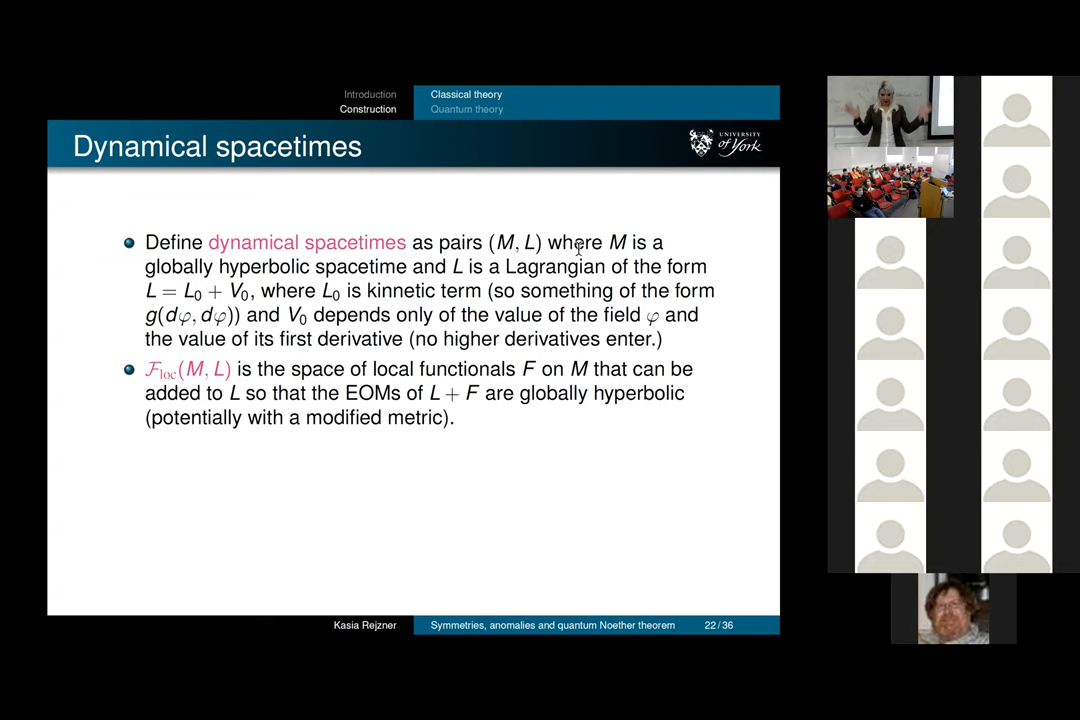 Introduction
Construction
Classical theory
Quantum theory
Dynamical spacetimes
UNIVERSITY
of York
Define dynamical spacetimes as pairs (M, L) where M is a
globally hyperbolic spacetime and L is a Lagrangian of the form
L = L₀ + V₀, where L₀ is kinnetic term (so something of the form
g(dφ, dφ)) and V₀ depends only of the value of the field φ and
the value of its first derivative (no higher derivatives enter.)
ℱloc(M, L) is the space of local functionals F on M that can be
added to L so that the EOMs of L + F are globally hyperbolic
(potentially with a modified metric).
Kasia Rejzner
Symmetries, anomalies and quantum Noether theorem
22 / 36